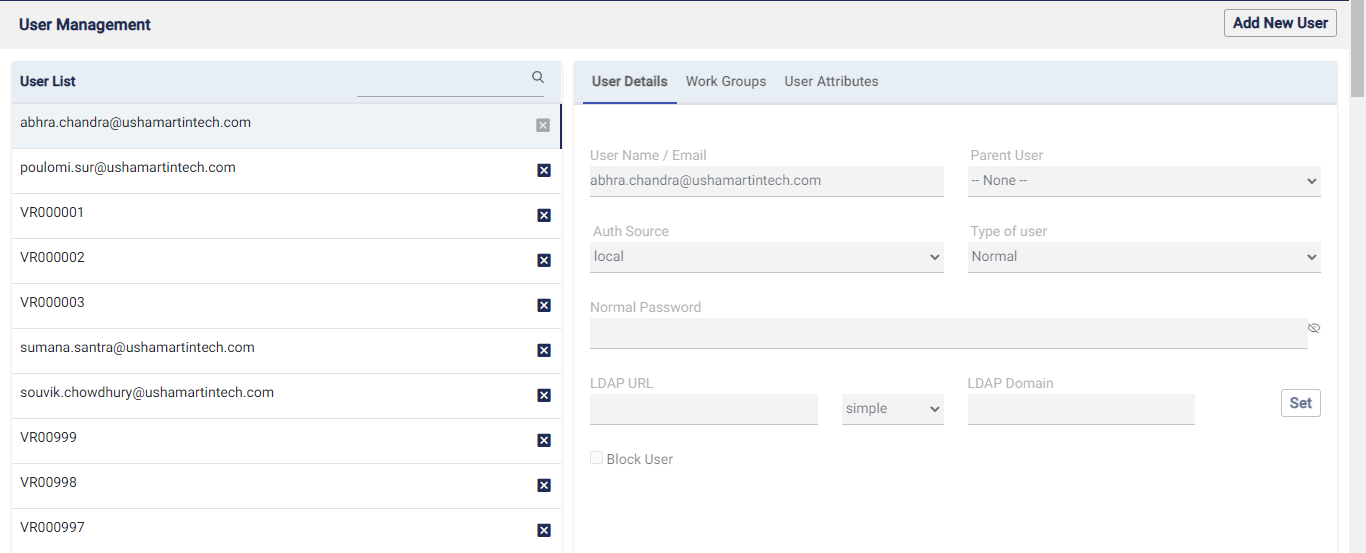 User Management
Add New User
User List
abhra.chandra@ushamartintech.com
poulomi.sur@ushamartintech.com
VR000001
VR000002
VR000003
sumana.santra@ushamartintech.com
souvik.chowdhury@ushamartintech.com
VR00999
VR00998
VR000997
User Details Work Groups User Attributes
User Name / Email Parent User
abhra.chandra@ushamartintech.com -- None --
Auth Source Type of user
local Normal
Normal Password
LDAP URL LDAP Domain
simple Set
Block User